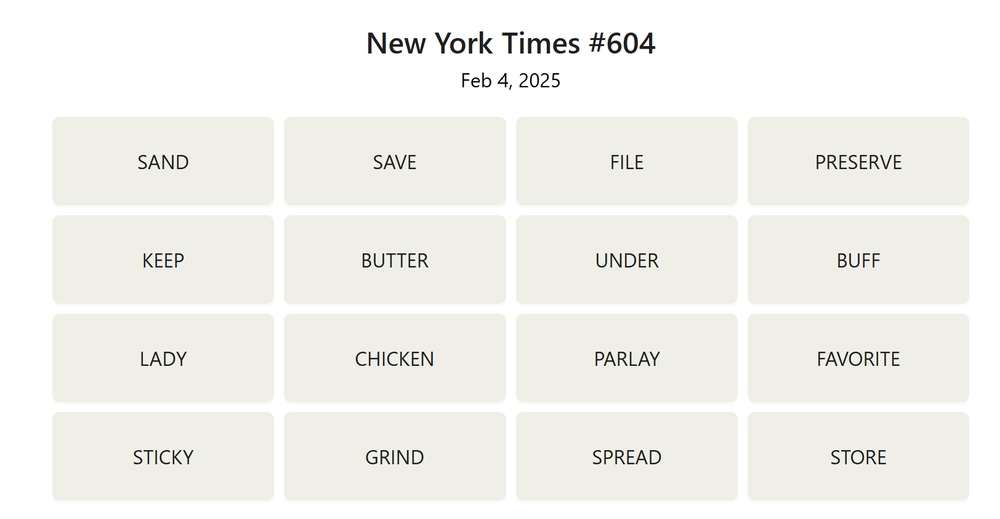 New York Times #604
Feb 4, 2025
SAND SAVE FILE PRESERVE
KEEP BUTTER UNDER BUFF
LADY CHICKEN PARLAY FAVORITE
STICKY GRIND SPREAD STORE